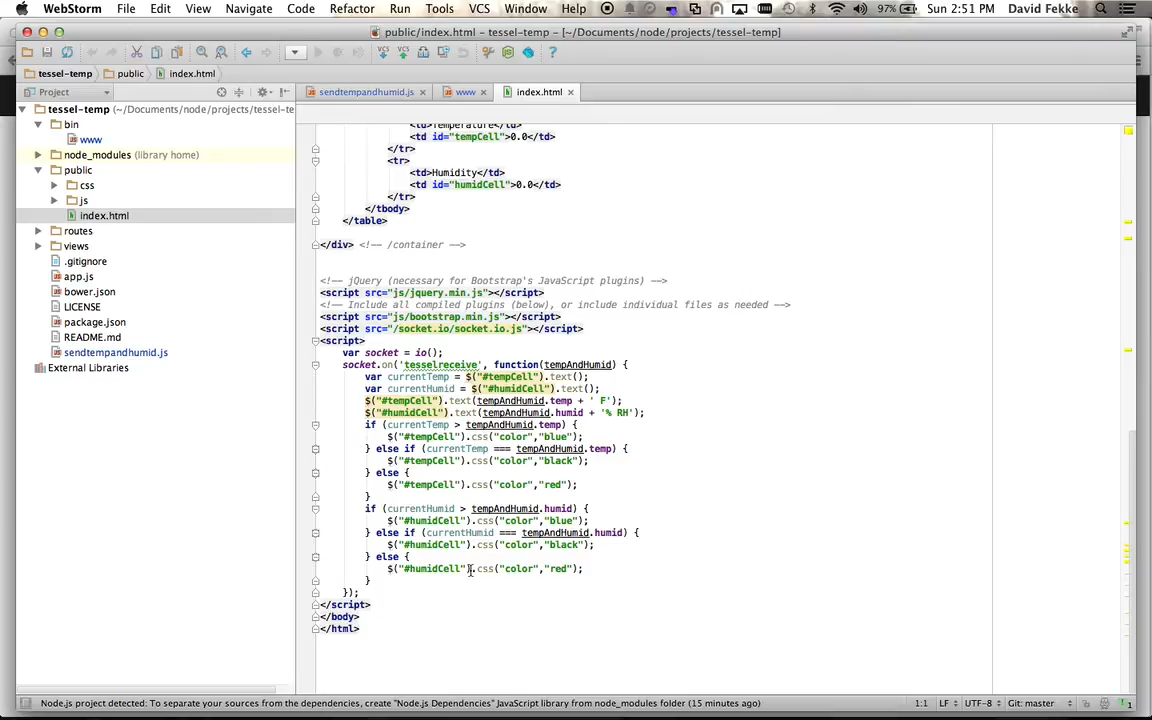 WebStorm File Edit View Navigate Code Refactor Run Tools VCS Window Help 97% Sun 2:51 PM David Fekke
public/index.html - tessel-temp - [~/Documents/node/projects/tessel-temp]
VCS VCS
tessel-temp public index.html
Project
sendtempandhumid.js www index.html
tessel-temp (~/Documents/node/projects/tessel-te
bin
www
node_modules (library home)
public
css
js
index.html
routes
views
.gitignore
app.js
bower.json
LICENSE
package.json
README.md
sendtempandhumid.js
External Libraries
<td>Temperature</td>
<td id="tempCell">0.0</td>
</tr>
<tr>
<td>Humidity</td>
<td id="humidCell">0.0</td>
</tr>
</tbody>
</table>
</div> <!-- /container -->
<!-- jQuery (necessary for Bootstrap's JavaScript plugins) -->
<script src="js/jquery.min.js"></script>
<!-- Include all compiled plugins (below), or include individual files as needed -->
<script src="js/bootstrap.min.js"></script>
<script src="/socket.io/socket.io.js"></script>
<script>
var socket = io();
socket.on('tesselreceive', function(tempAndHumid) {
var currentTemp = $("#tempCell").text();
var currentHumid = $("#humidCell").text();
$("#tempCell").text(tempAndHumid.temp + ' F');
$("#humidCell").text(tempAndHumid.humid + '% RH');
if (currentTemp > tempAndHumid.temp) {
$("#tempCell").css("color","blue");
} else if (currentTemp === tempAndHumid.temp) {
$("#tempCell").css("color","black");
} else {
$("#tempCell").css("color","red");
}
if (currentHumid > tempAndHumid.humid) {
$("#humidCell").css("color","blue");
} else if (currentHumid === tempAndHumid.humid) {
$("#humidCell").css("color","black");
} else {
$("#humidCell").css("color","red");
}
});
</script>
</body>
</html>
Node.js project detected: To separate your sources from the dependencies, create "Node.js Dependencies" JavaScript library from node_modules folder (15 minutes ago) 1:1 LF UTF-8 Git: master 1